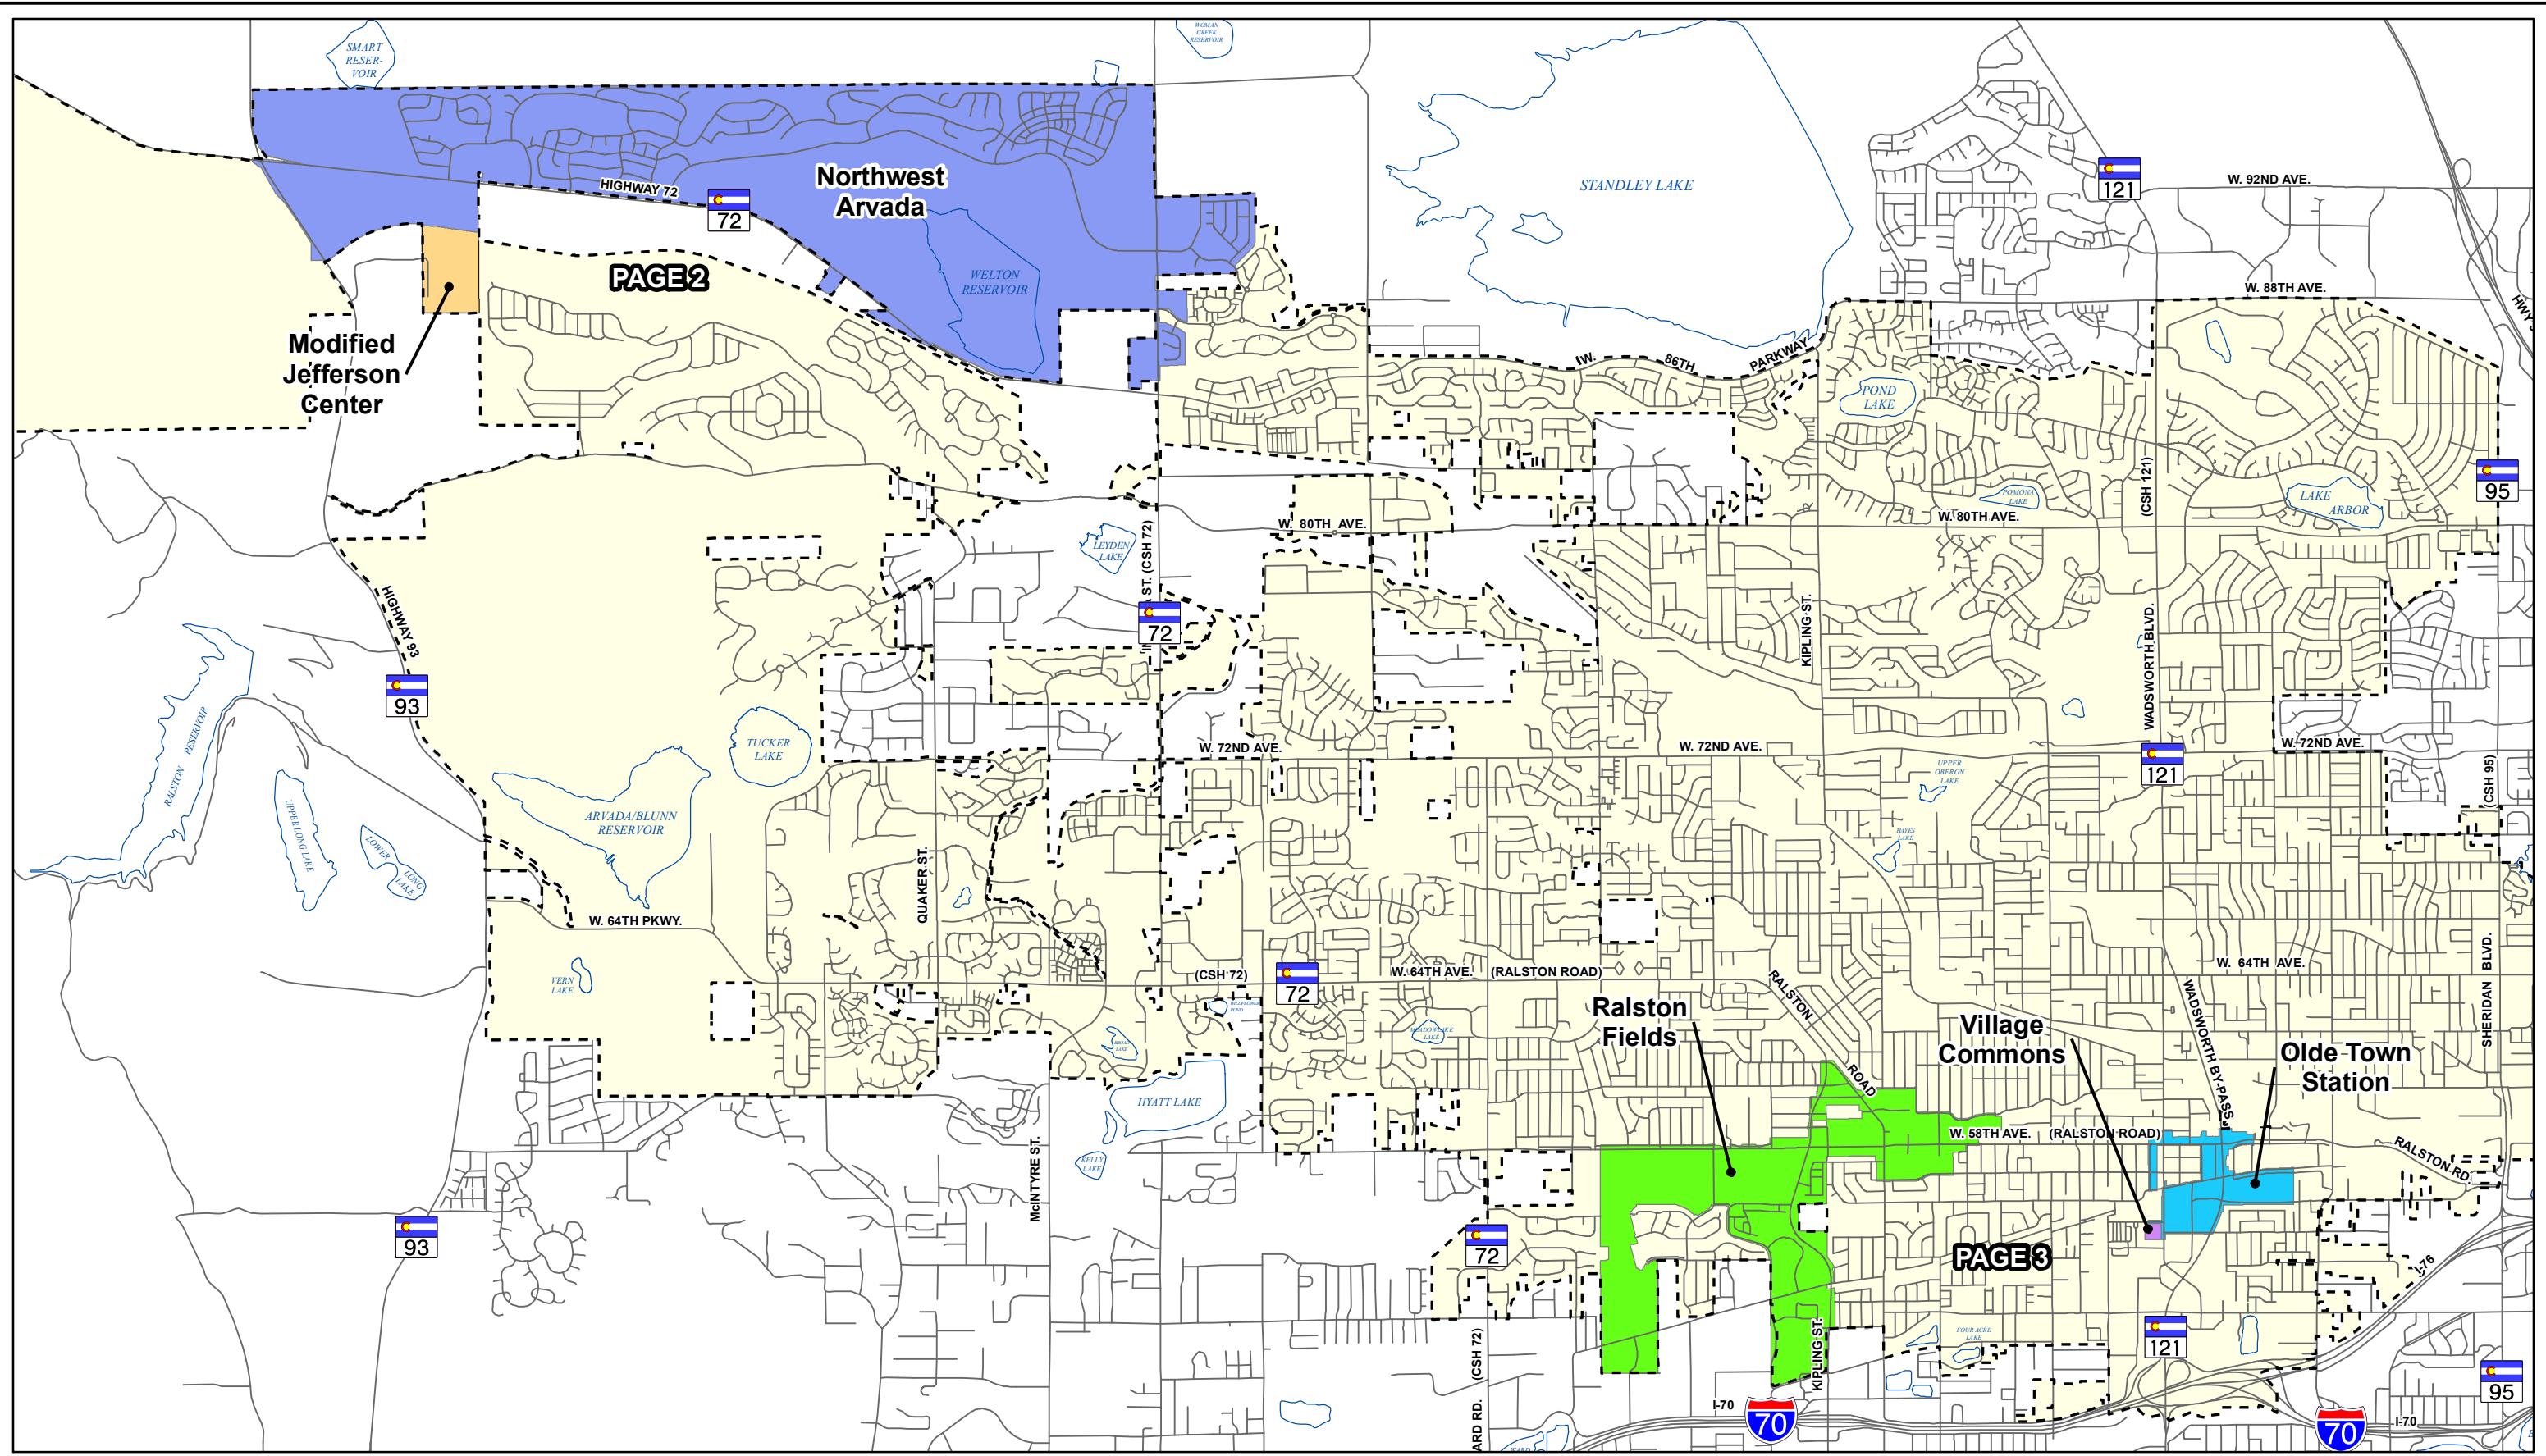 SMART
RESER-
VOIR
WOMAN
CREEK
RESERVOIR
STANDLEY LAKE
121
W. 92ND AVE.
Northwest
Arvada
HIGHWAY 72
72
WELTON
RESERVOIR
PAGE 2
W. 88TH AVE.
Modified
Jefferson
Center
W.
86TH
PARKWAY
POND
LAKE
(CSH 121)
95
POMONA
LAKE
LAKE
ARBOR
W. 80TH AVE.
W. 80TH AVE.
LEYDEN
LAKE
ST. (CSH 72)
72
HIGHWAY 93
93
KIPLING ST.
WADSWORTH BLVD.
RALSTON RESERVOIR
TUCKER
LAKE
W. 72ND AVE.
W. 72ND AVE.
W. 72ND AVE.
121
UPPER
OBERON
LAKE
(CSH 95)
UPPER LONG LAKE
LOWER
LONG
LAKE
ARVADA/BLUNN
RESERVOIR
HAYES
LAKE
QUAKER ST.
W. 64TH PKWY.
VERN
LAKE
(CSH 72)
72
W. 64TH AVE.
(RALSTON ROAD)
W. 64TH AVE.
SHERIDAN BLVD.
RALSTON
ROAD
WADSWORTH BY-PASS
MEADOWLAKE
LAKE
Ralston
Fields
Village
Commons
Olde Town
Station
HYATT LAKE
KELLY
LAKE
McINTYRE ST.
W. 58TH AVE.
(RALSTON ROAD)
RALSTON RD.
93
72
PAGE 3
I-76
FOUR ACRE
LAKE
121
KIPLING ST.
(CSH 72)
ARD RD.
95
I-70
70
70
I-70